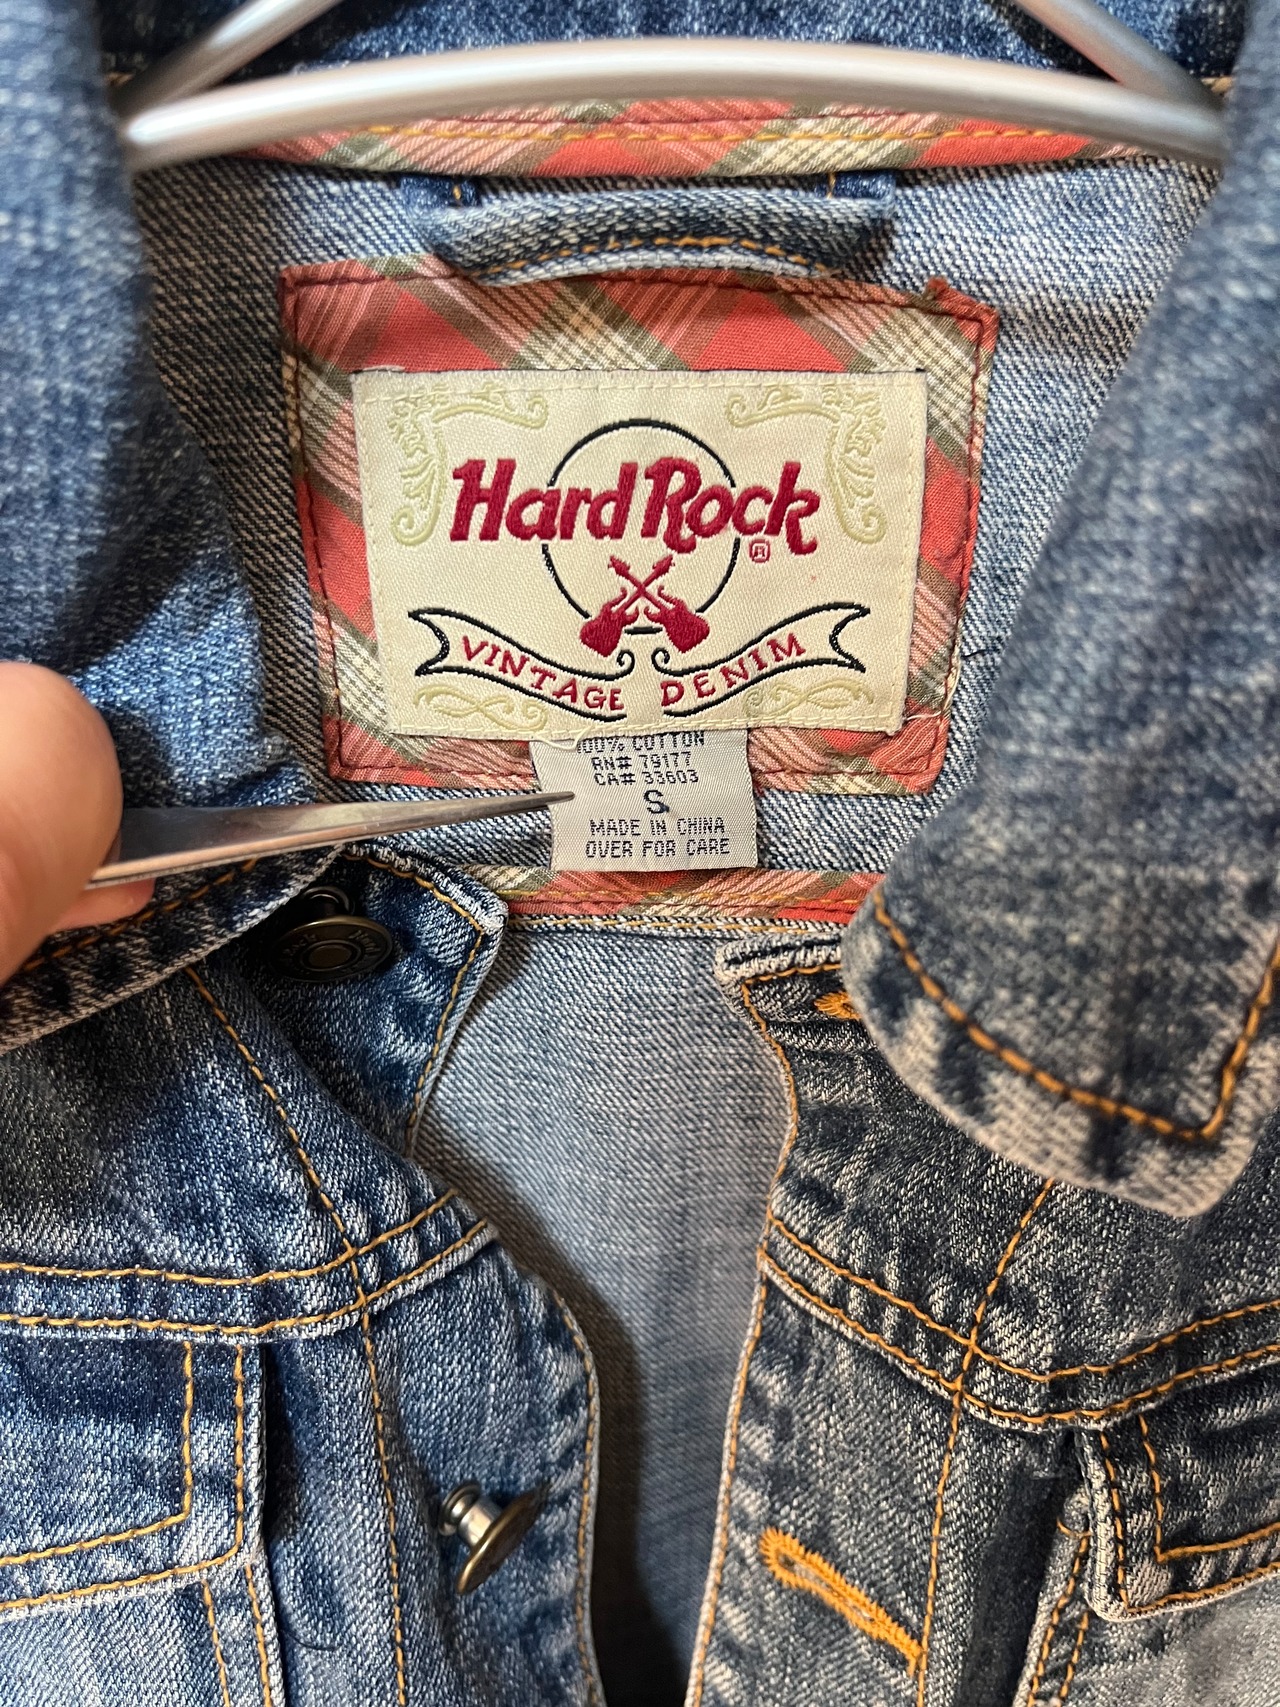 Hard Rock
®
VINTAGE DENIM
100% COTTON
RN# 79177
CA# 33603
S
MADE IN CHINA
OVER FOR CARE